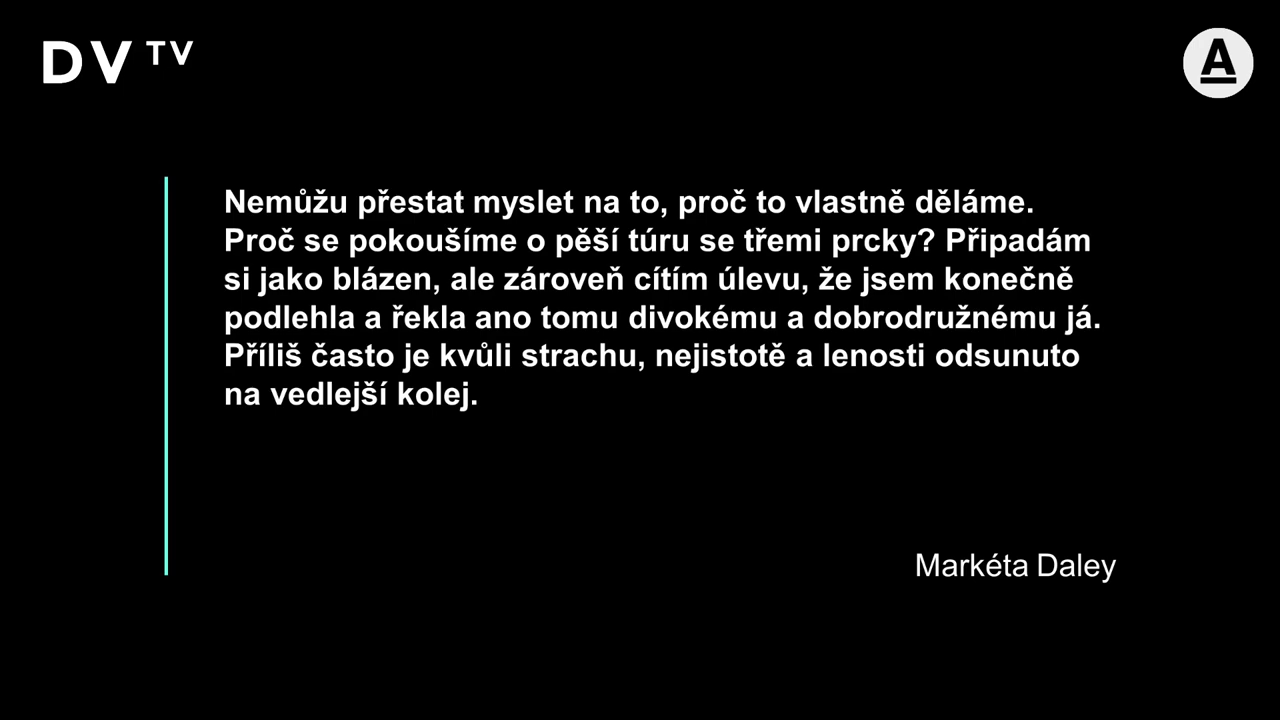 DV TV
A
Nemůžu přestat myslet na to, proč to vlastně děláme.
Proč se pokoušíme o pěší túru se třemi prcky? Připadám
si jako blázen, ale zároveň cítím úlevu, že jsem konečně
podlehla a řekla ano tomu divokému a dobrodružnému já.
Příliš často je kvůli strachu, nejistotě a lenosti odsunuto
na vedlejší kolej.
Markéta Daley